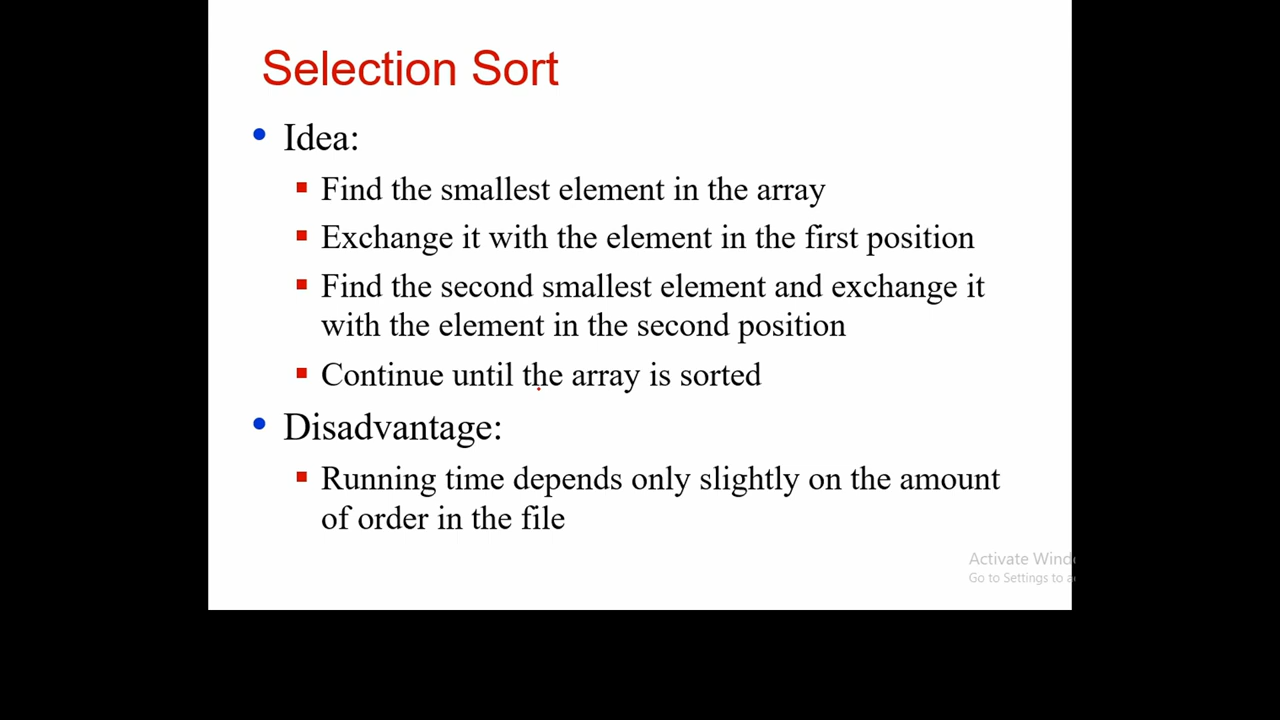 Selection Sort
• Idea:
▪ Find the smallest element in the array
▪ Exchange it with the element in the first position
▪ Find the second smallest element and exchange it
with the element in the second position
▪ Continue until the array is sorted
• Disadvantage:
▪ Running time depends only slightly on the amount
of order in the file
Activate Wind
Go to Settings to a